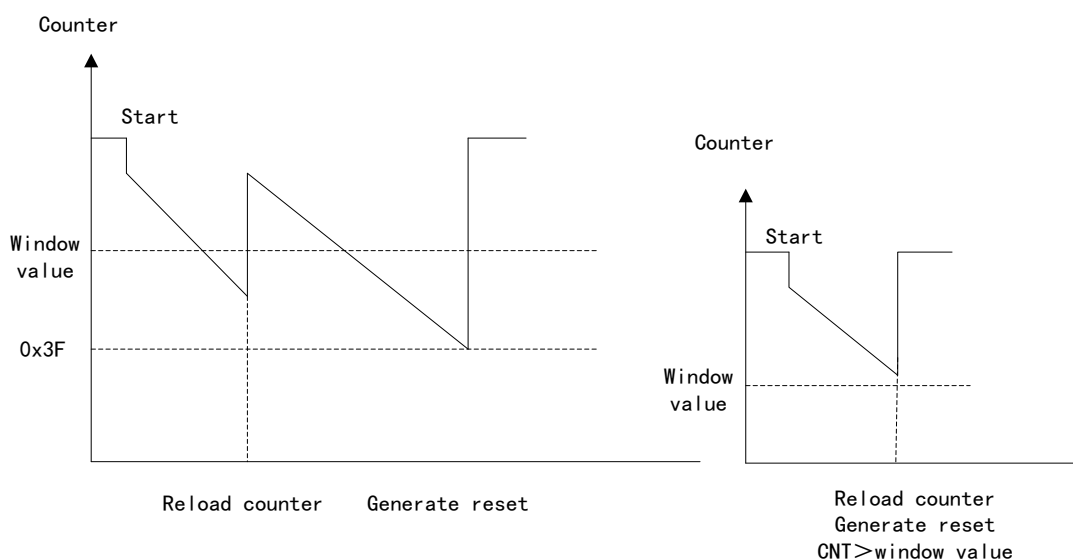 Counter
Start
Window
value
0x3F
Reload counter
Generate reset
Counter
Start
Window
value
Reload counter
Generate reset
CNT＞window value